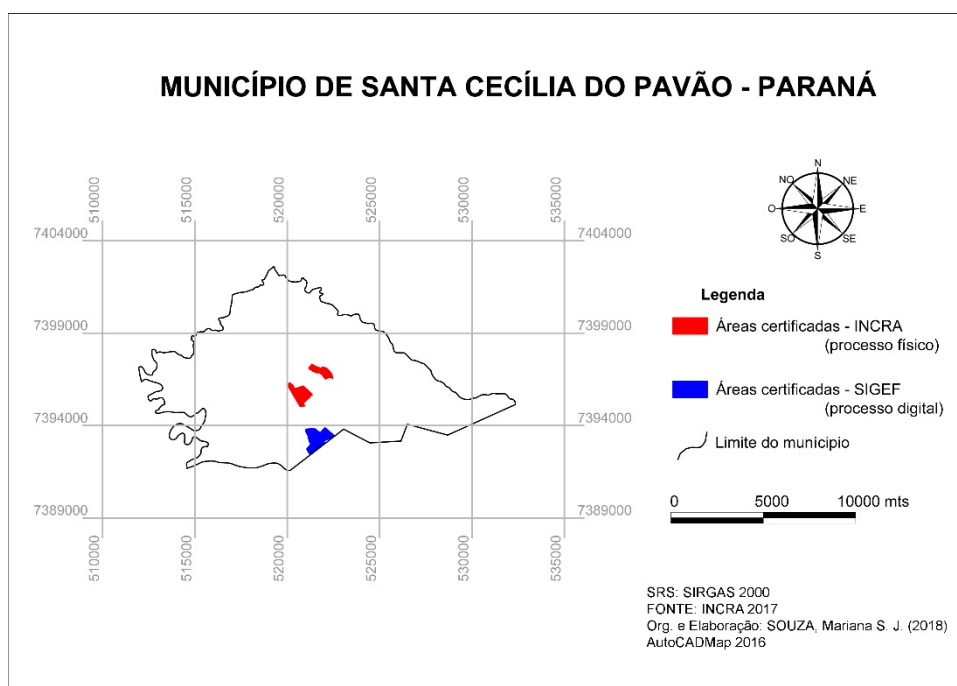 MUNICÍPIO DE SANTA CECÍLIA DO PAVÃO - PARANÁ
510000 515000 520000 525000 530000 535000
7404000 7404000
7399000 7399000
7394000 7394000
7389000 7389000
510000 515000 520000 525000 530000 535000
N
NO NE
O E
SO SE
S
Legenda
Áreas certificadas - INCRA
(processo físico)
Áreas certificadas - SIGEF
(processo digital)
Limite do municipio
0 5000 10000 mts
SRS: SIRGAS 2000
FONTE: INCRA 2017
Org. e Elaboração: SOUZA, Mariana S. J. (2018)
AutoCADMap 2016